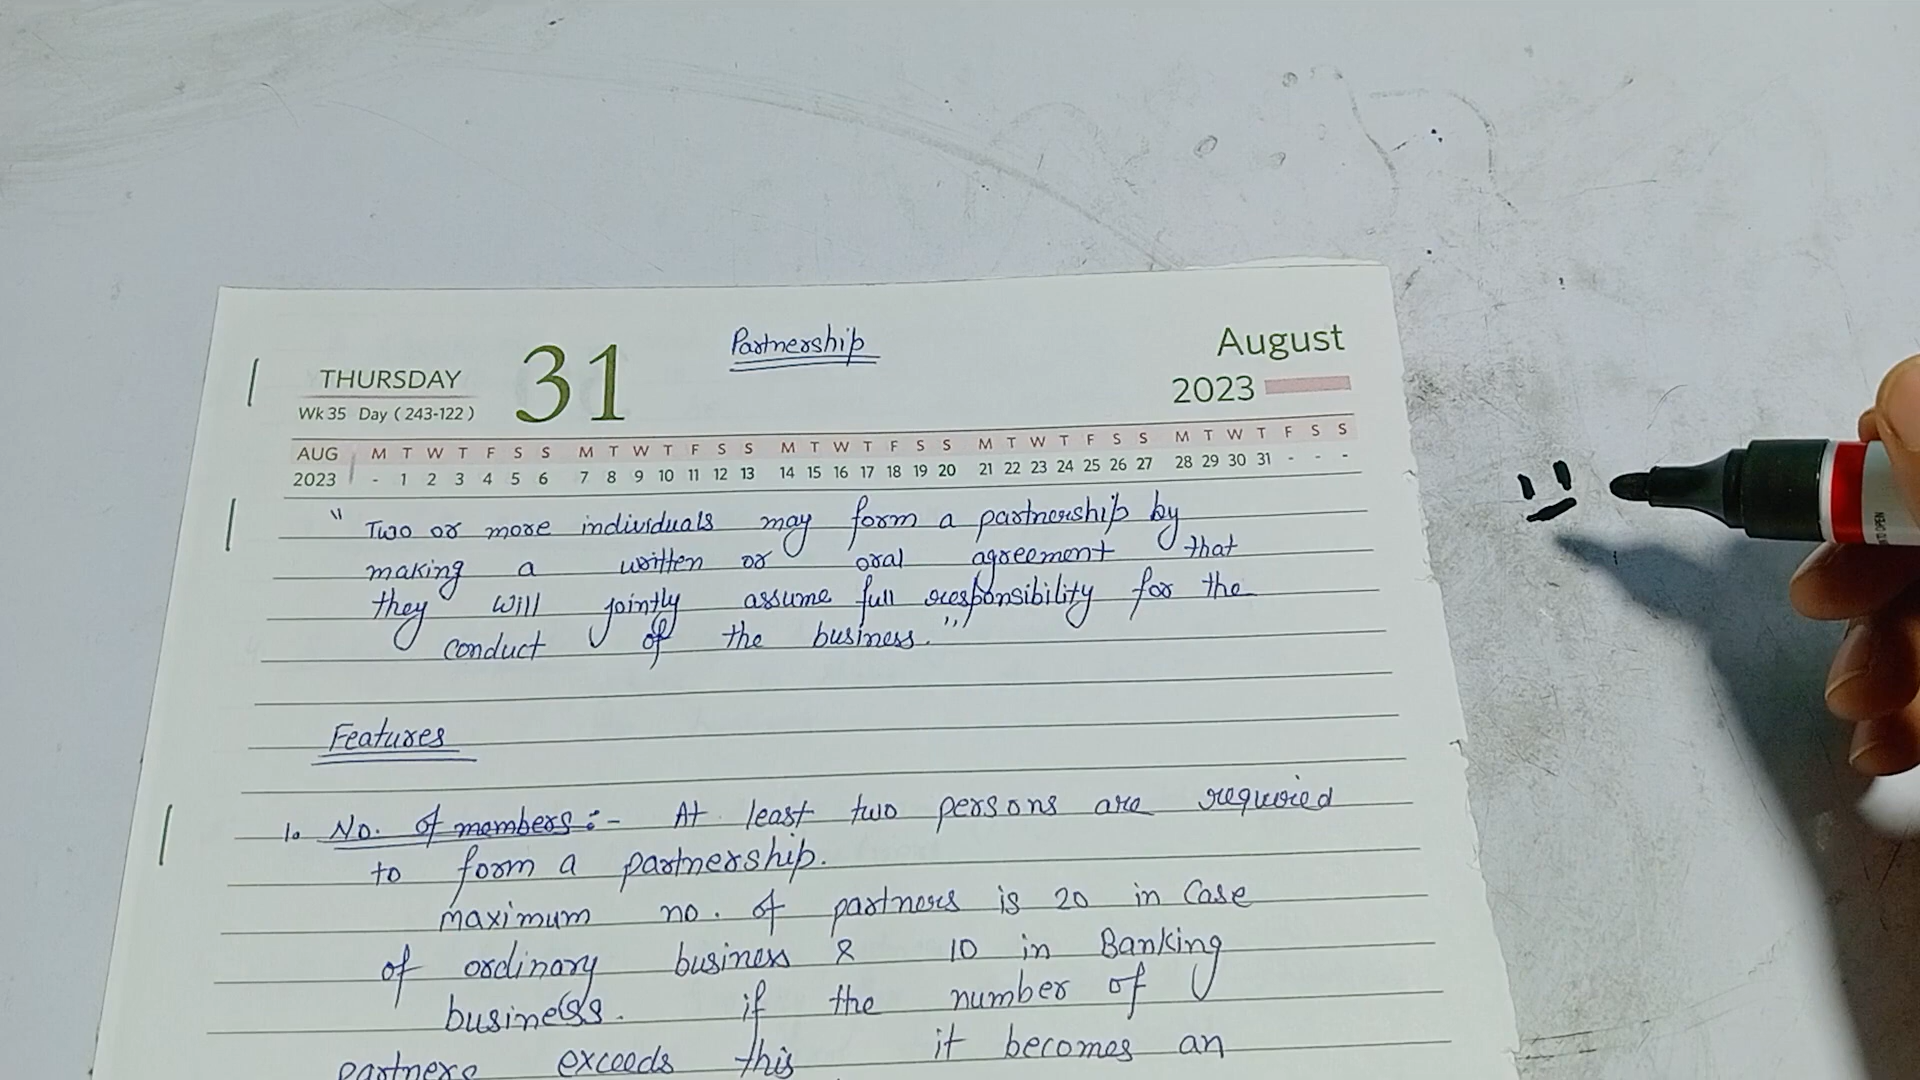 Partnership
August
THURSDAY
31
2023
Wk 35 Day ( 243-122 )
AUG M T W T F S S M T W T F S S M T W T F S S M T W T F S S M T W T F S S
2023 - 1 2 3 4 5 6 7 8 9 10 11 12 13 14 15 16 17 18 19 20 21 22 23 24 25 26 27 28 29 30 31 - - -
" Two or more individuals may form a partnership by
making a written or oral agreement that
they will jointly assume full responsibility for the
conduct of the business."
Features
1. No. of members :- At least two persons are required
to form a partnership.
maximum no. of partners is 20 in Case
of ordinary business & 10 in Banking
business. if the number of
partners exceeds this it becomes an